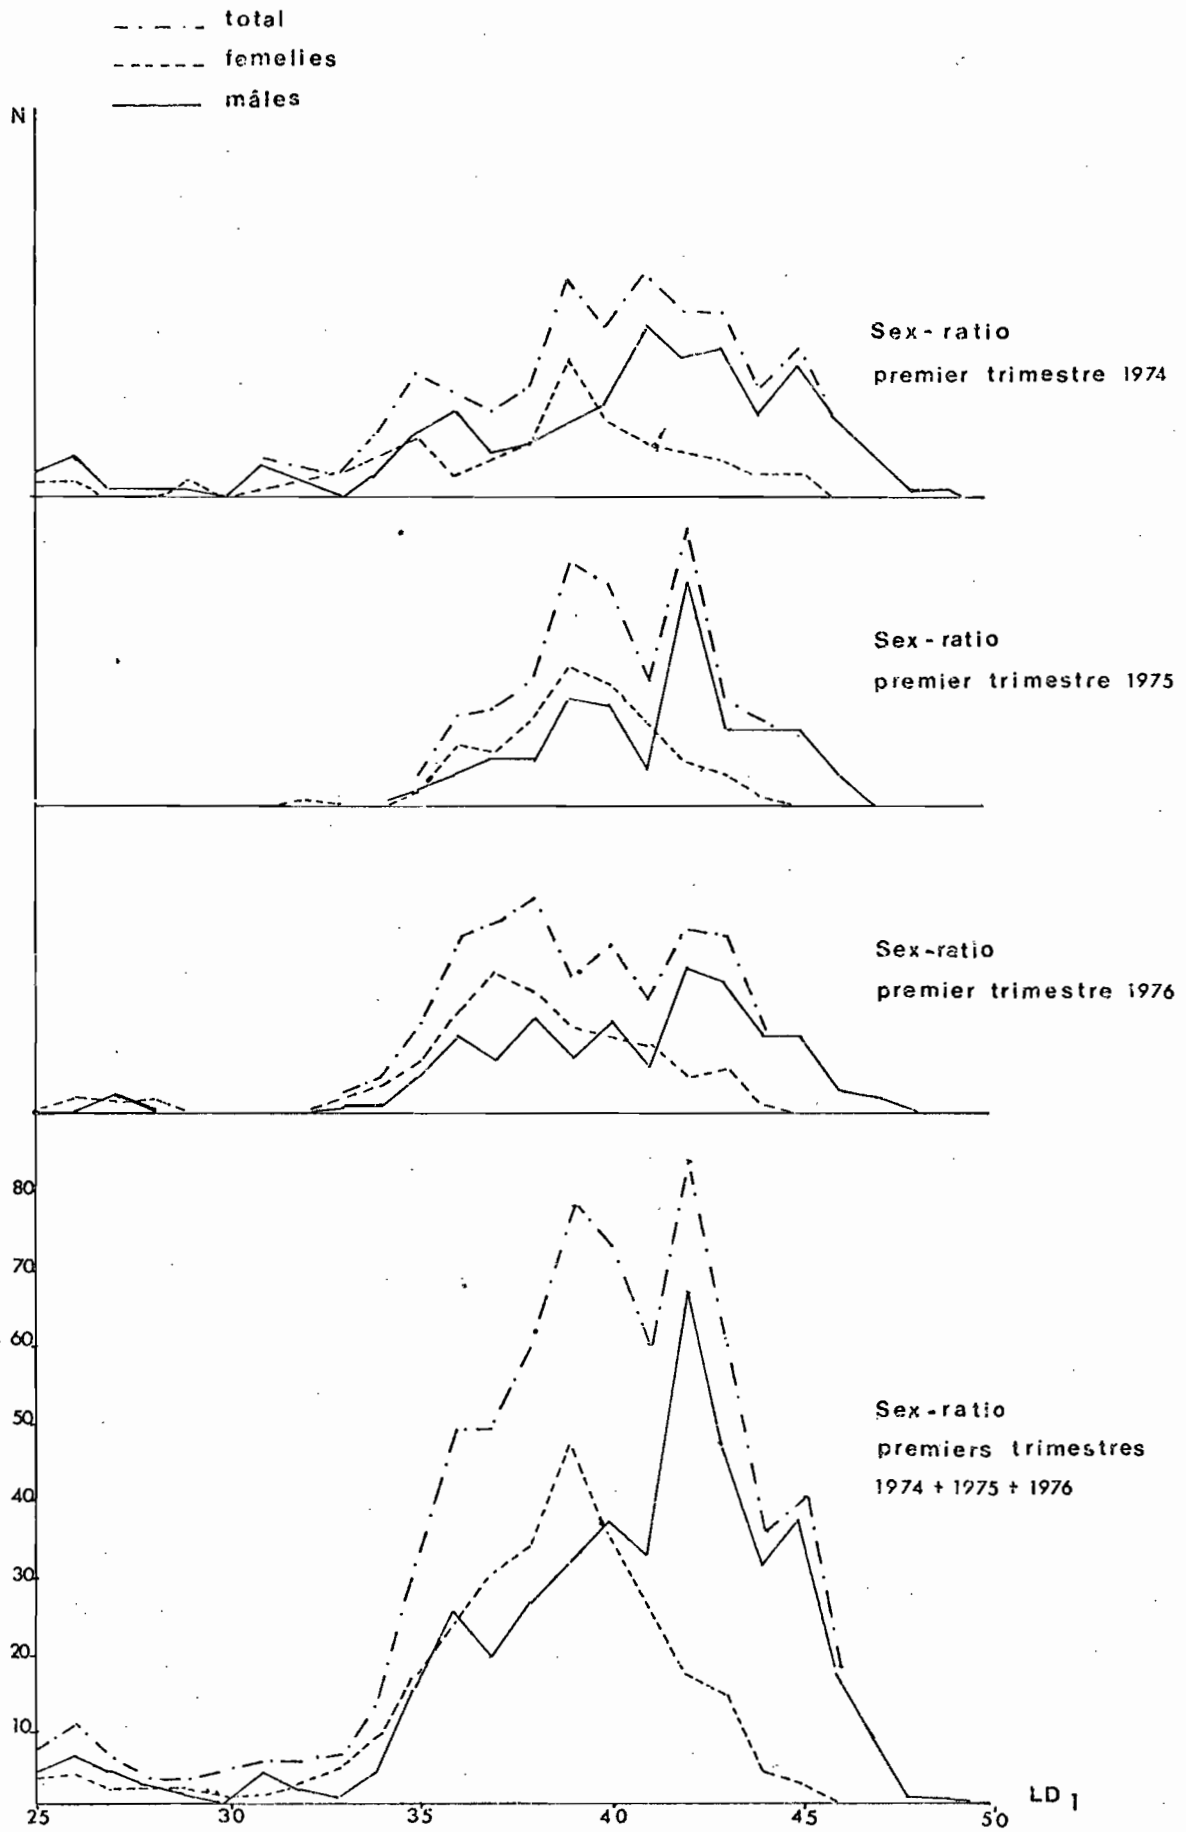 total
femelles
mâles
N
Sex-ratio
premier trimestre 1974
Sex-ratio
premier trimestre 1975
Sex-ratio
premier trimestre 1976
80
70
60
50
40
30
20
10
Sex-ratio
premiers trimestres
1974 + 1975 + 1976
25 30 35 40 45 50 LD 1